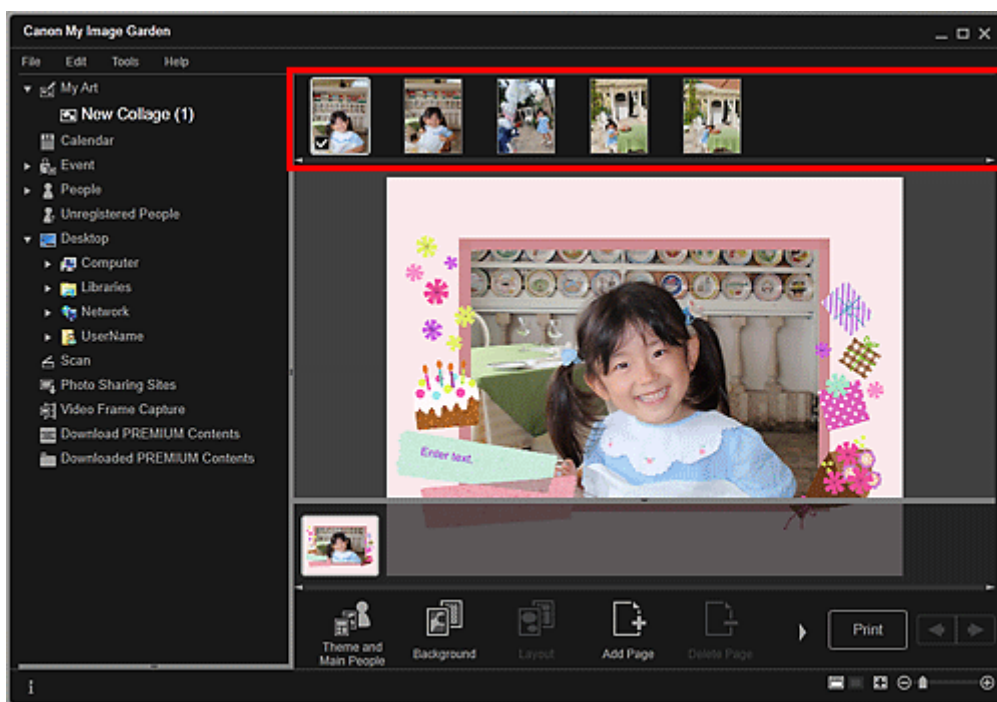 Canon My Image Garden
File Edit Tools Help
My Art
New Collage (1)
Calendar
Event
People
Unregistered People
Desktop
Computer
Libraries
Network
UserName
Scan
Photo Sharing Sites
Video Frame Capture
Download PREMIUM Contents
Downloaded PREMIUM Contents
Enter text.
Theme and
Main People
Background
Layout
Add Page
Delete Page
Print